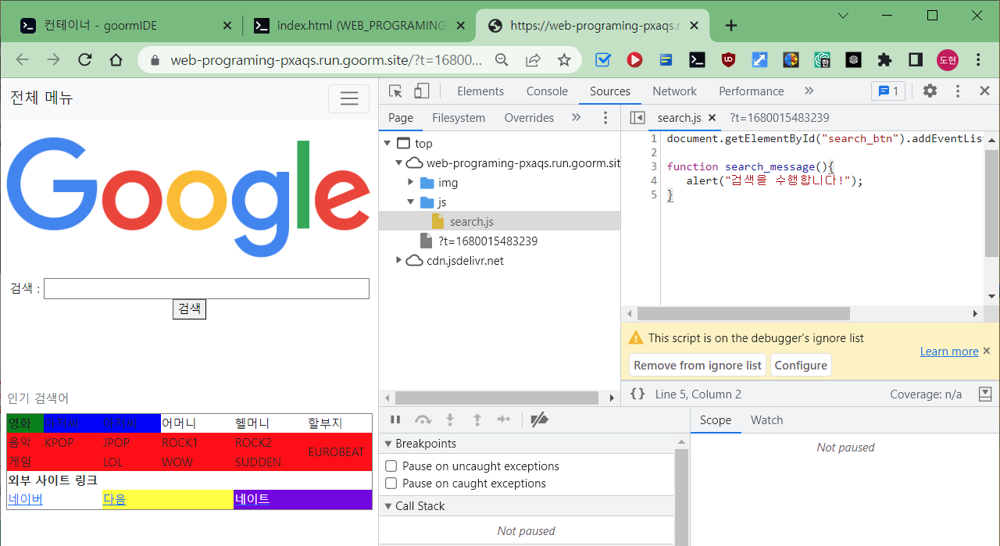 컨테이너 - goormIDE
index.html (WEB_PROGRAMING
https://web-programing-pxaqs.r
web-programing-pxaqs.run.goorm.site/?t=16800...
도현
전체 메뉴
Google
검색 :
검색
인기 검색어
영화 아저씨 아저씨 어머니 헬머니 할부지
음악 KPOP JPOP ROCK1 ROCK2 EUROBEAT
게임 LOL WOW SUDDEN
외부 사이트 링크
네이버 다음 네이트
Elements Console Sources Network Performance » 1
Page Filesystem Overrides »
top
web-programing-pxaqs.run.goorm.sit
img
js
search.js
?t=1680015483239
cdn.jsdelivr.net
search.js ?t=1680015483239
1 document.getElementById("search_btn").addEventLis
2
3 function search_message(){
4 alert("검색을 수행합니다!");
5 }
This script is on the debugger's ignore list
Remove from ignore list Configure
Learn more
{} Line 5, Column 2 Coverage: n/a
Breakpoints
Pause on uncaught exceptions
Pause on caught exceptions
Call Stack
Not paused
Scope Watch
Not paused